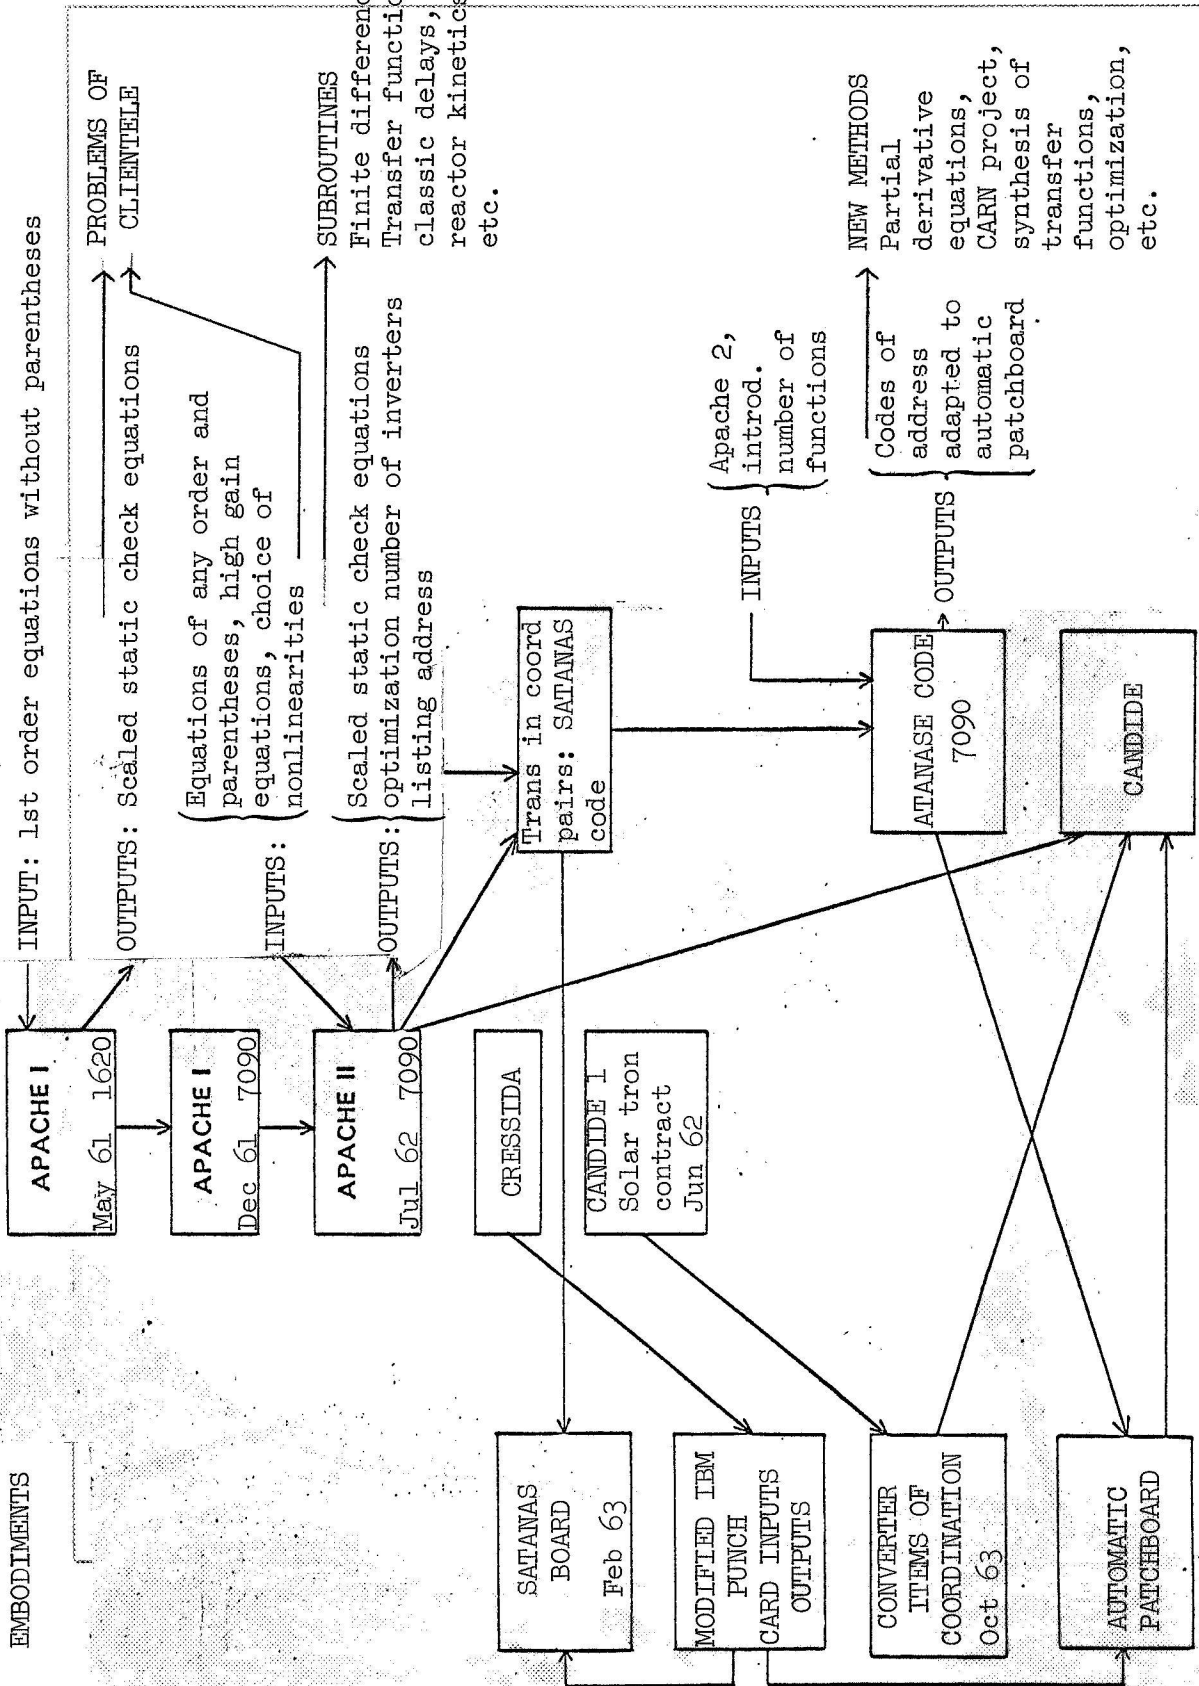 EMBODIMENTS
INPUT: 1st order equations without parentheses
APACHE I
May 61 1620
OUTPUTS: Scaled static check equations
PROBLEMS OF
CLIENTELE
APACHE I
Dec 61 7090
INPUTS:
Equations of any order and
parentheses, high gain
equations, choice of
nonlinearities
APACHE II
Jul 62 7090
OUTPUTS:
Scaled static check equations
optimization number of inverters
listing address
SUBROUTINES
Finite differenc
Transfer functio
classic delays,
reactor kinetics
etc.
CRESSIDA
Trans in coord
pairs: SATANAS
code
CANDIDE 1
Solar tron
contract
Jun 62
SATANAS
BOARD
Feb 63
MODIFIED IBM
PUNCH
CARD INPUTS
OUTPUTS
INPUTS
Apache 2,
introd.
number of
functions
CONVERTER
ITEMS OF
COORDINATION
Oct 63
ATANASE CODE
7090
OUTPUTS
Codes of
address
adapted to
automatic
patchboard
NEW METHODS
Partial
derivative
equations,
CARN project,
synthesis of
transfer
functions,
optimization,
etc.
AUTOMATIC
PATCHBOARD
CANDIDE